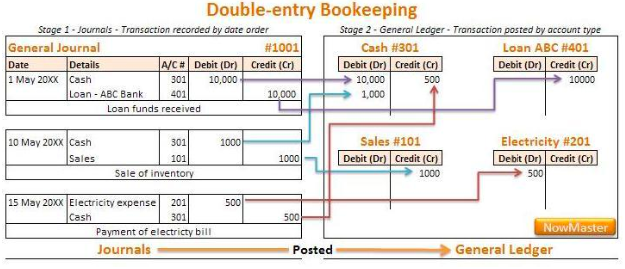 Double-entry Bookeeping
Stage 1 - Journals - Transaction recorded by date order
Stage 2 - General Ledger - Transaction posted by account type
General Journal #1001
Date Details A/C # Debit (Dr) Credit (Cr)
1 May 20XX Cash 301 10,000
Loan - ABC Bank 401 10,000
Loan funds received
10 May 20XX Cash 301 1000
Sales 101 1000
Sale of inventory
15 May 20XX Electricity expense 201 500
Cash 301 500
Payment of electricty bill
Cash #301
Debit (Dr) Credit (Cr)
10,000 500
1,000
Loan ABC #401
Debit (Dr) Credit (Cr)
10000
Sales #101
Debit (Dr) Credit (Cr)
1000
Electricity #201
Debit (Dr) Credit (Cr)
500
NowMaster
Journals Posted General Ledger